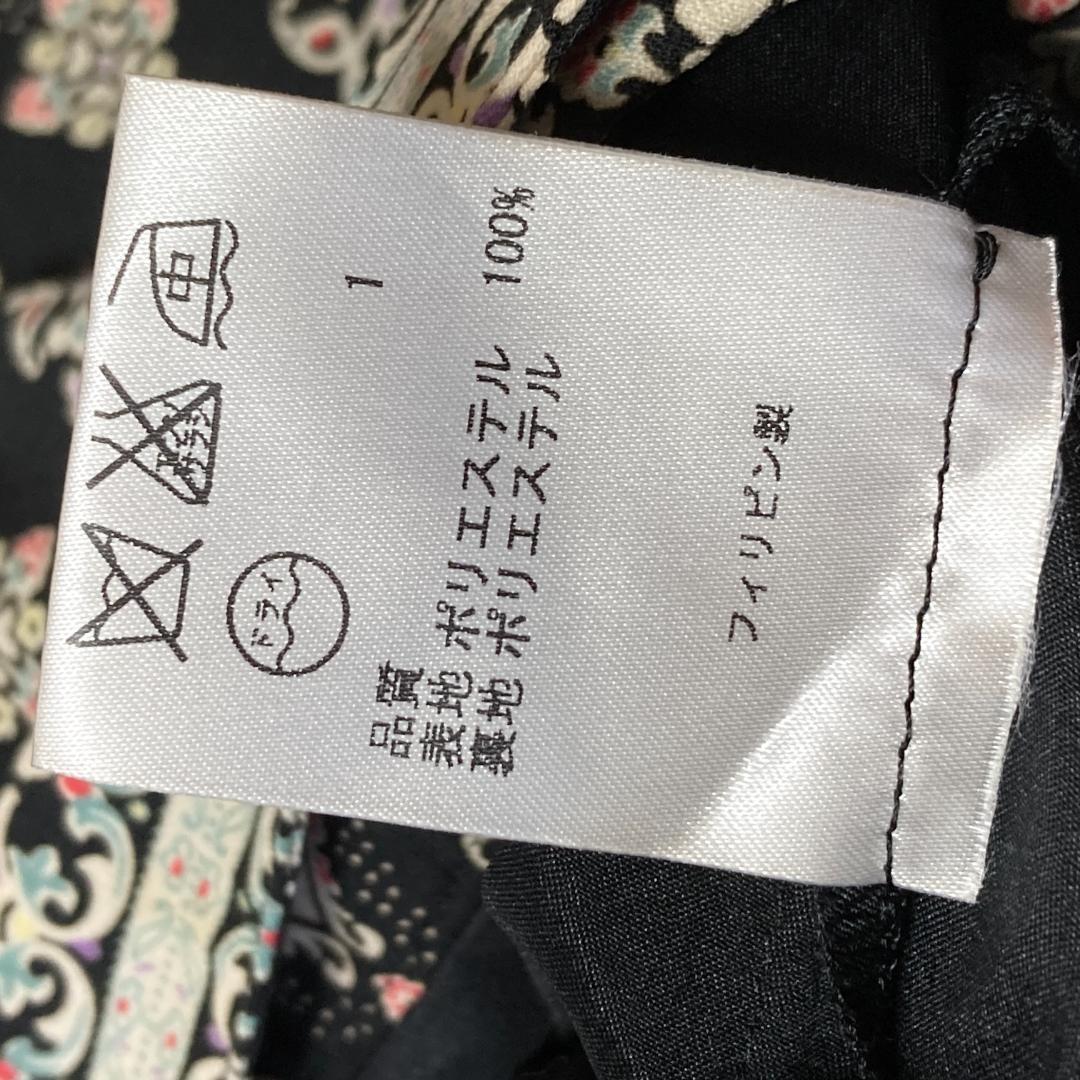 中
ドライ
1
品質
表地 ポリエステル 100%
裏地 ポリエステル
フィリピン製